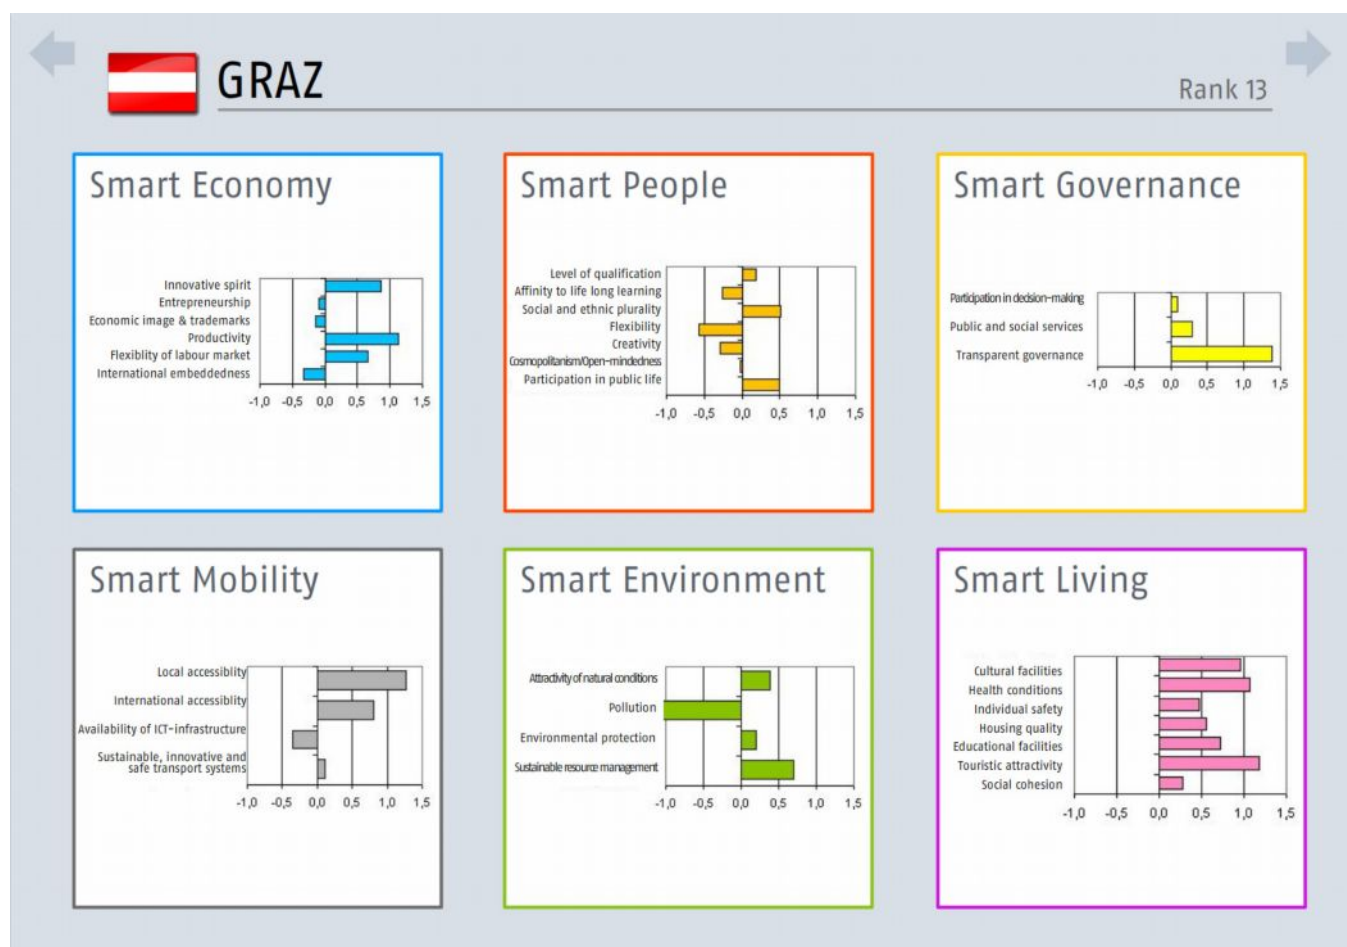 GRAZ
Rank 13
Smart Economy
Innovative spirit
Entrepreneurship
Economic image & trademarks
Productivity
Flexiblity of labour market
International embeddedness
-1,0 -0,5 0,0 0,5 1,0 1,5
Smart People
Level of qualification
Affinity to life long learning
Social and ethnic plurality
Flexibility
Creativity
Cosmopolitanism/Open-mindedness
Participation in public life
-1,0 -0,5 0,0 0,5 1,0 1,5
Smart Governance
Participation in decision-making
Public and social services
Transparent governance
-1,0 -0,5 0,0 0,5 1,0 1,5
Smart Mobility
Local accessiblity
International accessiblity
Availability of ICT-infrastructure
Sustainable, innovative and
safe transport systems
-1,0 -0,5 0,0 0,5 1,0 1,5
Smart Environment
Attractivity of natural conditions
Pollution
Environmental protection
Sustainable resource management
-1,0 -0,5 0,0 0,5 1,0 1,5
Smart Living
Cultural facilities
Health conditions
Individual safety
Housing quality
Educational facilities
Touristic attractivity
Social cohesion
-1,0 -0,5 0,0 0,5 1,0 1,5